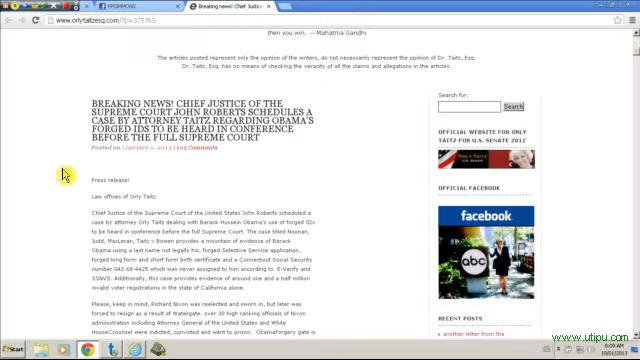 PPSIMMONS
Breaking news! Chief Justice
www.orlytaitzesq.com/?p=375765
then you win. —Mahatma Gandhi
The articles posted represent only the opinion of the writers, do not necessarily represent the opinion of Dr. Taitz, Esq.
Dr. Taitz, Esq. has no means of checking the veracity of all the claims and allegations in the articles.
BREAKING NEWS! CHIEF JUSTICE OF THE
SUPREME COURT JOHN ROBERTS SCHEDULES A
CASE BY ATTORNEY TAITZ REGARDING OBAMA'S
FORGED IDS TO BE HEARD IN CONFERENCE
BEFORE THE FULL SUPREME COURT
Posted on | January 9, 2013 | 105 Comments
Press release!
Law offices of Orly Taitz
Chief Justice of the Supreme Court of the United States John Roberts scheduled a
case by attorney Orly Taitz dealing with Barack Hussein Obama's use of forged IDs
to be heard in conference before the full Supreme Court. The case titled Noonan,
Judd, MacLeran, Taitz v Bowen provides a mountain of evidence of Barack
Obama using a last name not legally his, forged Selective Service application,
forged long form and short form birth certificate and a Connecticut Social Security
number 042-68-4425 which was never assigned to him according to E-Verify and
SSNVS. Additionally, this case provides evidence of around one and a half million
invalid voter registrations in the state of California alone.
Please, keep in mind, Richard Nixon was reelected and sworn in, but later was
forced to resign as a result of Watergate. over 30 high ranking officials of Nixon
administration including Attorney General of the United States and White
HouseCounsel were indicted, convicted and went to prison. ObamaForgery gate is
Search for:
Search
OFFICIAL WEBSITE FOR ORLY
TAITZ FOR U.S. SENATE 2012
ORLY TAITZ
OFFICIAL FACEBOOK
facebook
abc
RECENT POSTS
another letter from the
www.utipu.com
Start
8:09 AM
10/01/2013